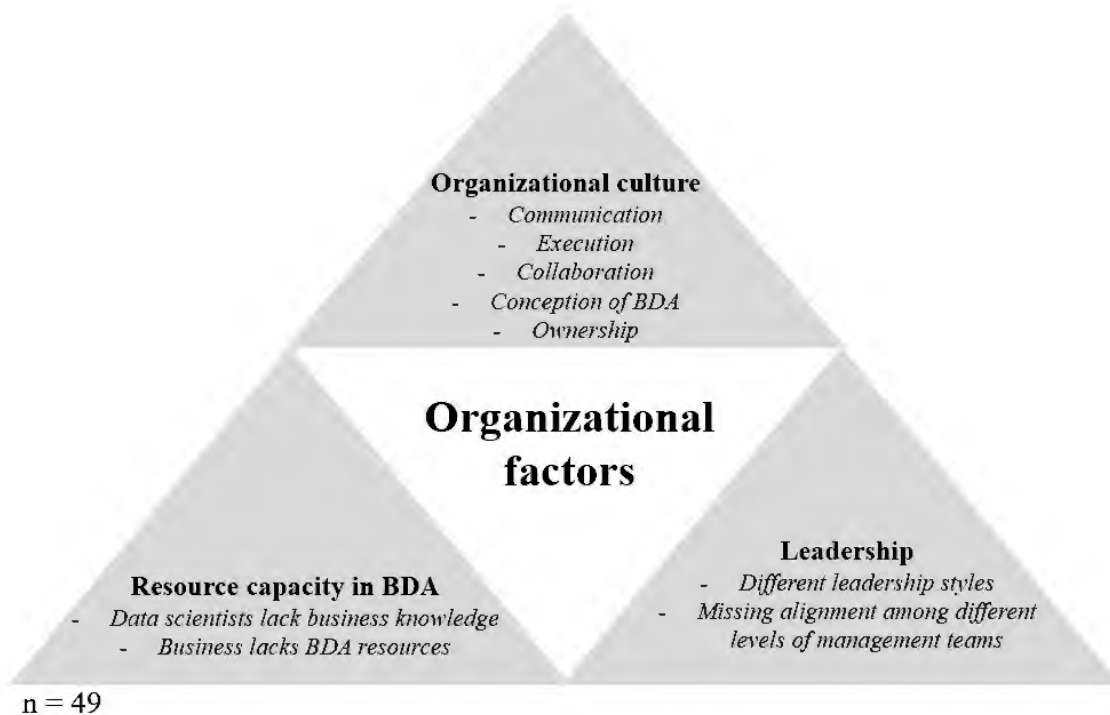 Organizational culture
- Communication
- Execution
- Collaboration
- Conception of BDA
- Ownership
Organizational
factors
Resource capacity in BDA
- Data scientists lack business knowledge
- Business lacks BDA resources
Leadership
- Different leadership styles
- Missing alignment among different
levels of management teams
n = 49